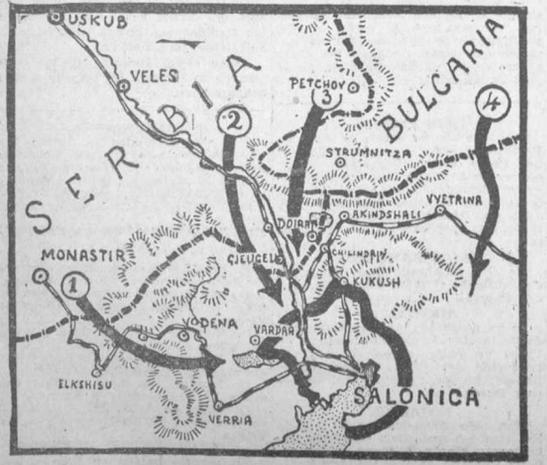 USKUB
VELES
SERBIA
PETCHOV
3
BULGARIA
4
2
STRUMNITZA
DOIRAN
AKINDSHALI
VYETRINA
MONASTIR
GJEUGELI
CHILINDRIV
KUKUSH
1
VODENA
VARDAR
ELKSHISU
VERRIA
SALONICA